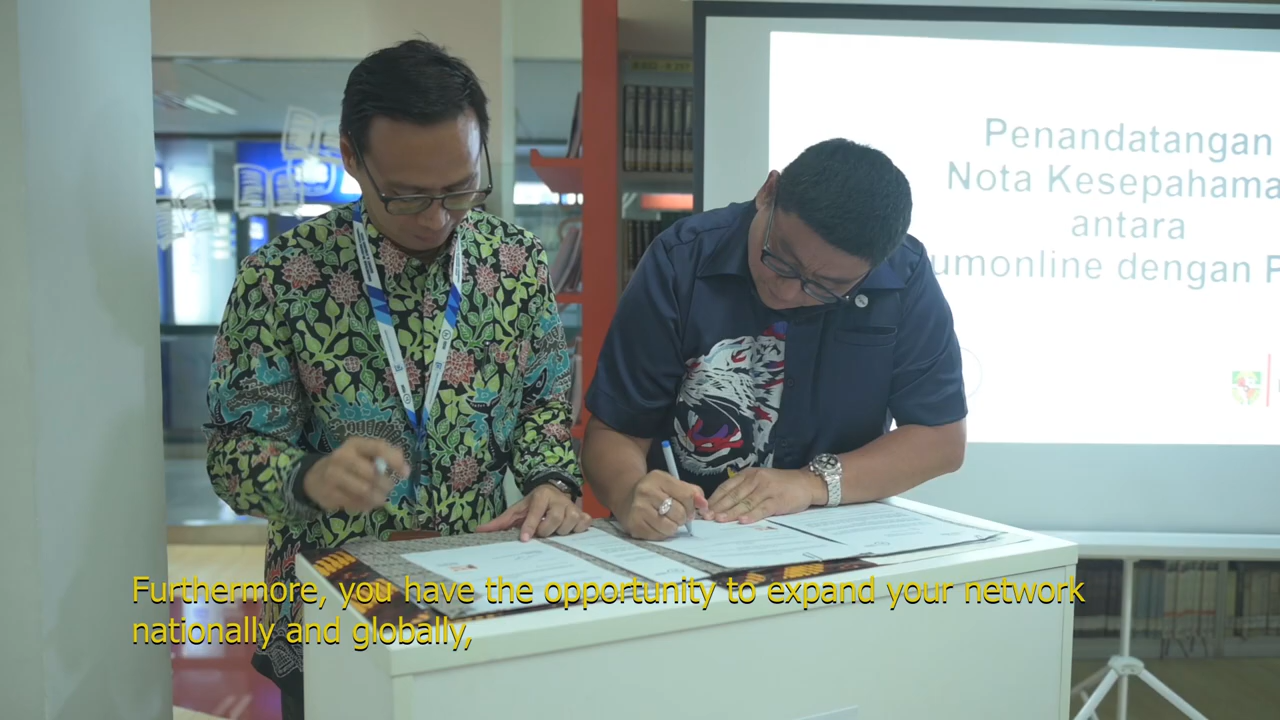 Penandatangan
Nota Kesepahama
antara
umonline dengan F
Furthermore, you have the opportunity to expand your network
nationally and globally,